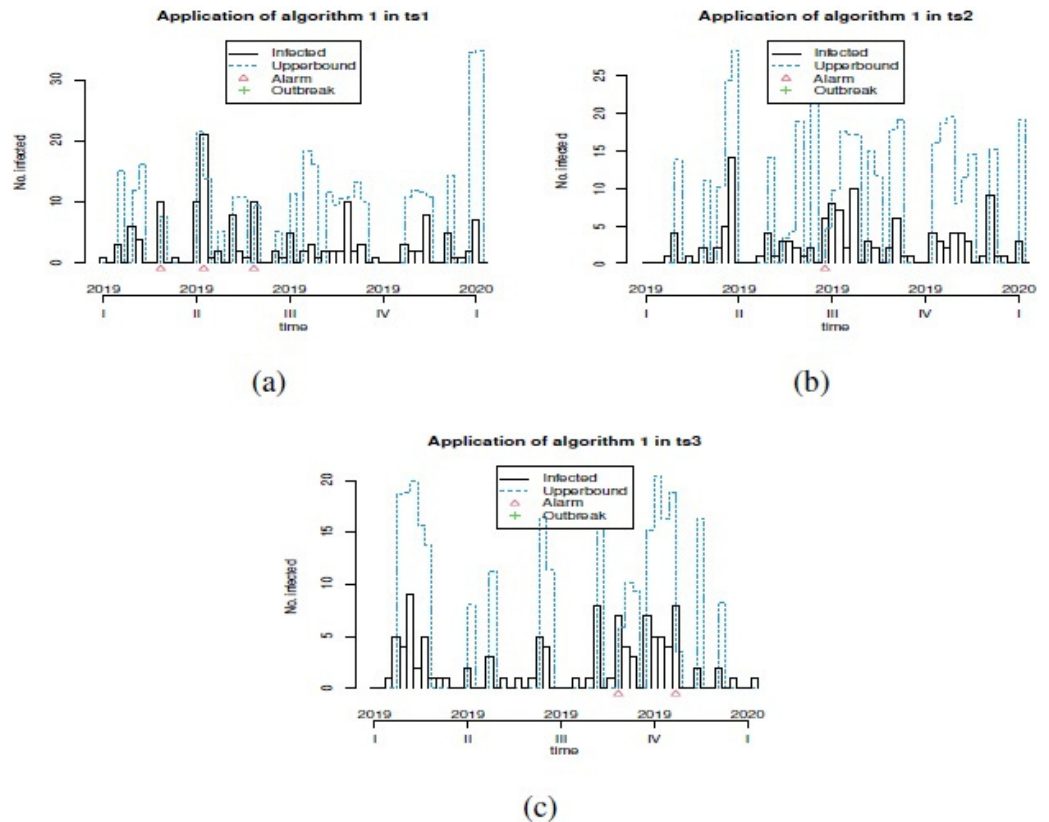 Application of algorithm 1 in ts1
Infected
Upperbound
Alarm
Outbreak
No. infected
30
20
10
0
2019 2019 2019 2019 2020
I II III IV I
time
(a)
Application of algorithm 1 in ts2
Infected
Upperbound
Alarm
Outbreak
No. infected
25
20
15
10
5
0
2019 2019 2019 2019 2020
I II III IV I
time
(b)
Application of algorithm 1 in ts3
Infected
Upperbound
Alarm
Outbreak
No. infected
20
15
10
5
0
2019 2019 2019 2019 2020
I II III IV I
time
(c)